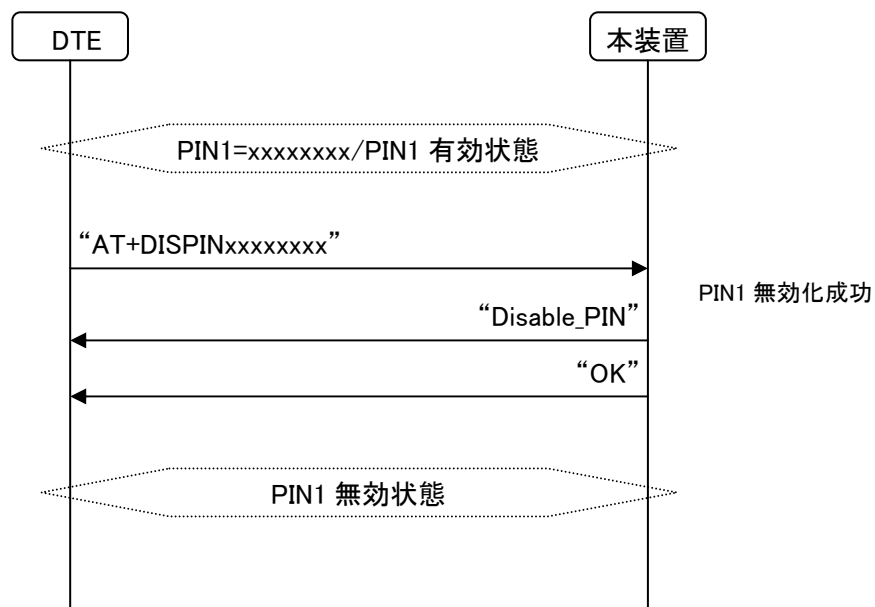 DTE
本装置
PIN1=xxxxxxxx/PIN1 有効状態
“AT+DISPINxxxxxxxx”
PIN1 無効化成功
“Disable_PIN”
“OK”
PIN1 無効状態